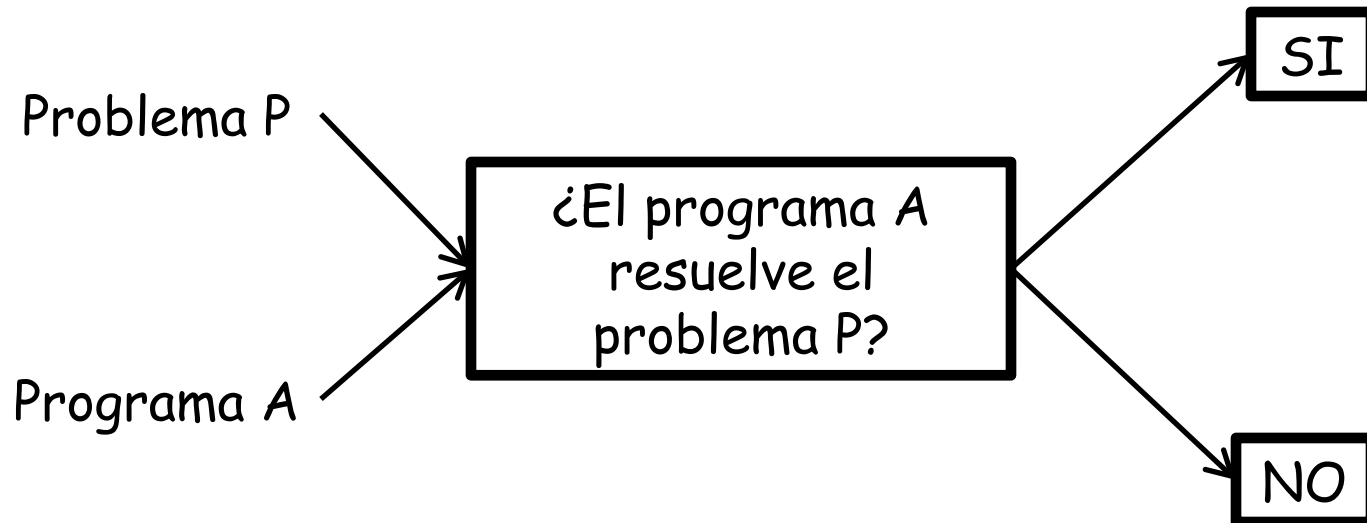 Problema P
Programa A
¿El programa A
resuelve el
problema P?
SI
NO